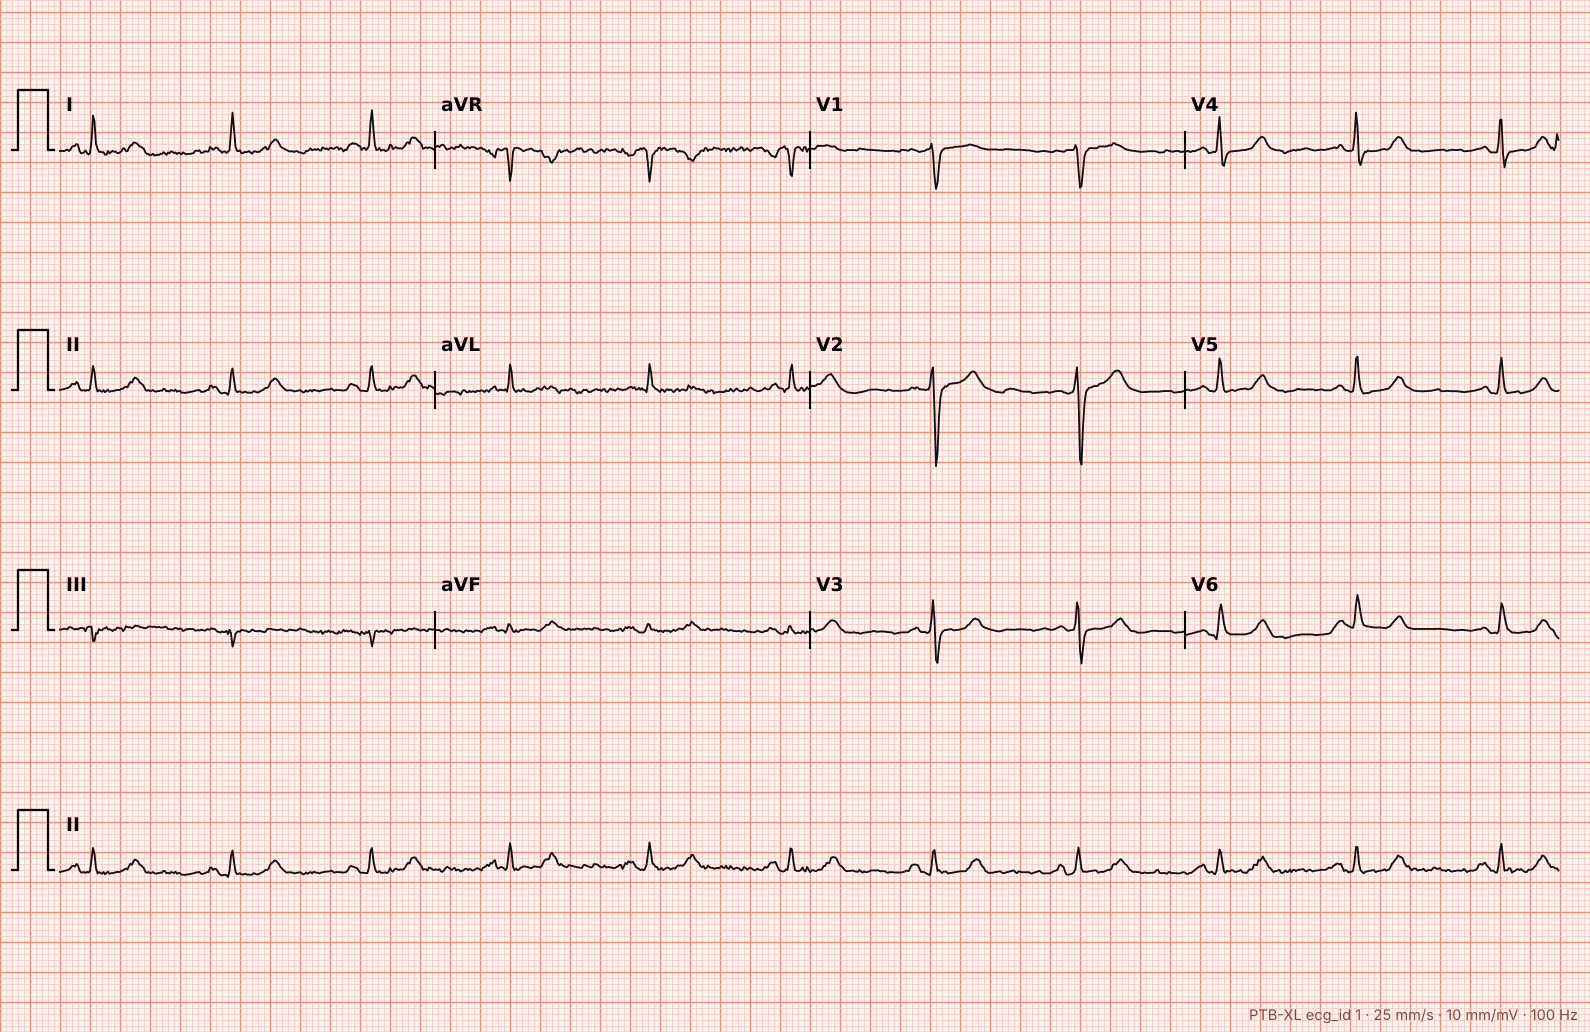 I aVR V1 V4
II aVL V2 V5
III aVF V3 V6
II
PTB-XL ecg_id 1 · 25 mm/s · 10 mm/mV · 100 Hz